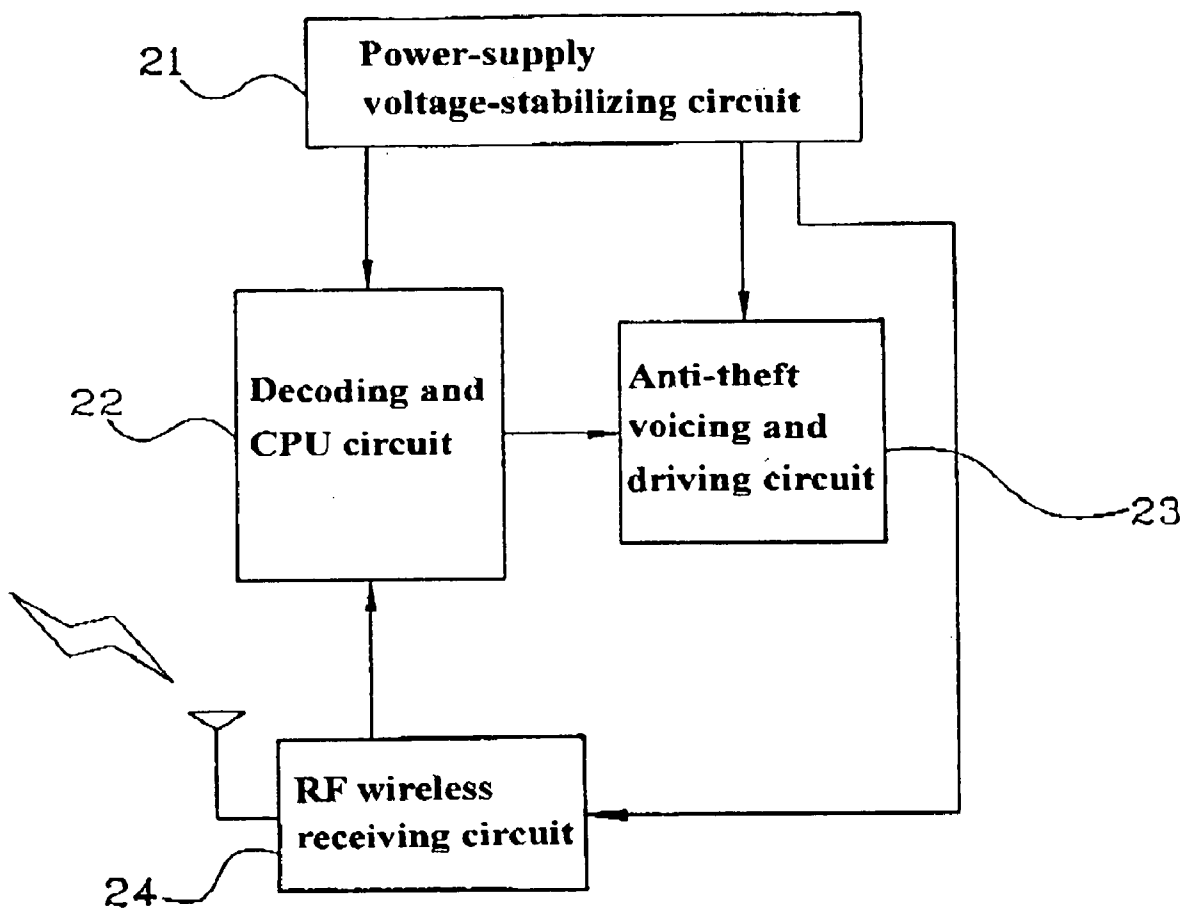 21
Power-supply
voltage-stabilizing circuit
22
Decoding and
CPU circuit
Anti-theft
voicing and
driving circuit
23
RF wireless
receiving circuit
24